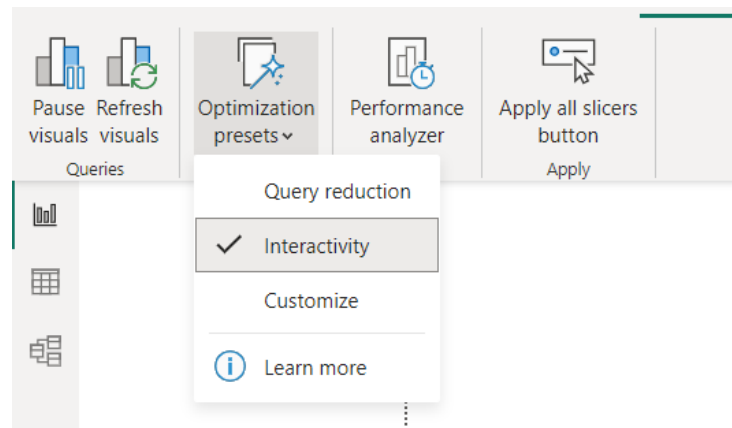 Pause Refresh Optimization Performance Apply all slicers
visuals visuals presets analyzer button
Queries Apply
Query reduction
Interactivity
Customize
Learn more